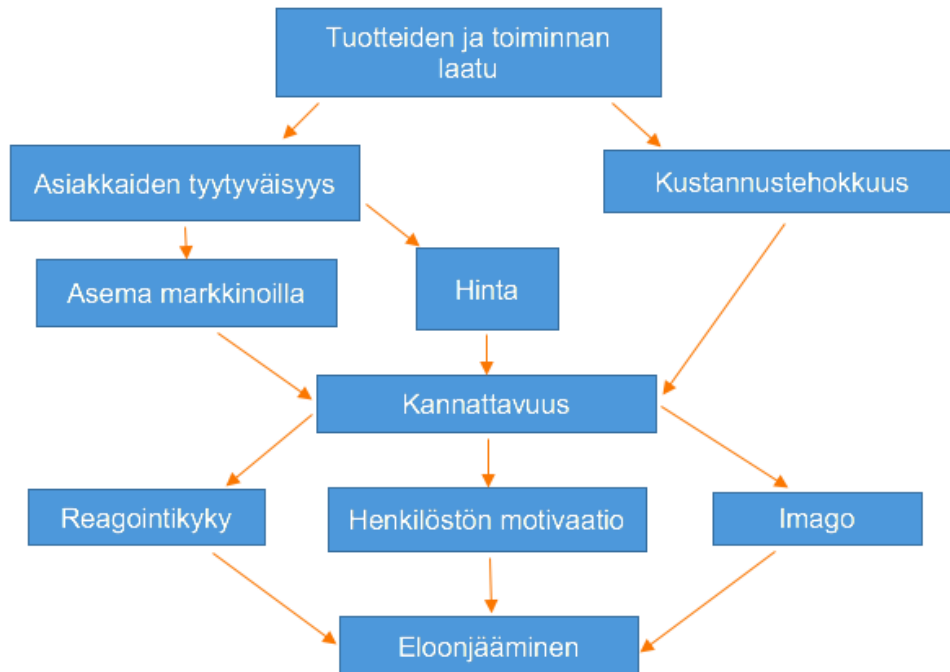 Tuotteiden ja toiminnan
laatu
Asiakkaiden tyytyväisyys
Kustannustehokkuus
Asema markkinoilla
Hinta
Kannattavuus
Reagointikyky
Henkilöstön motivaatio
Imago
Eloonjääminen